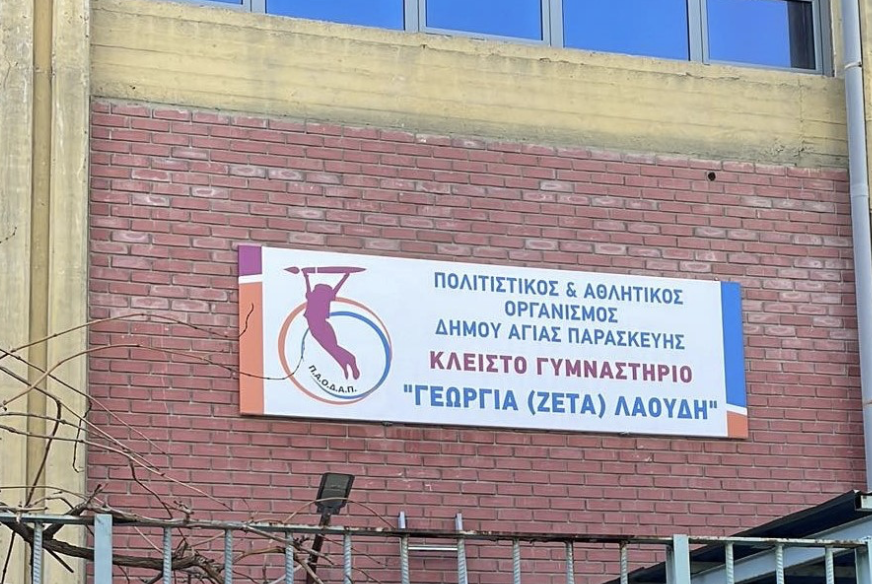 ΠΟΛΙΤΙΣΤΙΚΟΣ & ΑΘΛΗΤΙΚΟΣ
ΟΡΓΑΝΙΣΜΟΣ
ΔΗΜΟΥ ΑΓΙΑΣ ΠΑΡΑΣΚΕΥΗΣ
ΚΛΕΙΣΤΟ ΓΥΜΝΑΣΤΗΡΙΟ
"ΓΕΩΡΓΙΑ (ΖΕΤΑ) ΛΑΟΥΔΗ"
Π.Α.Ο.Δ.Α.Π.